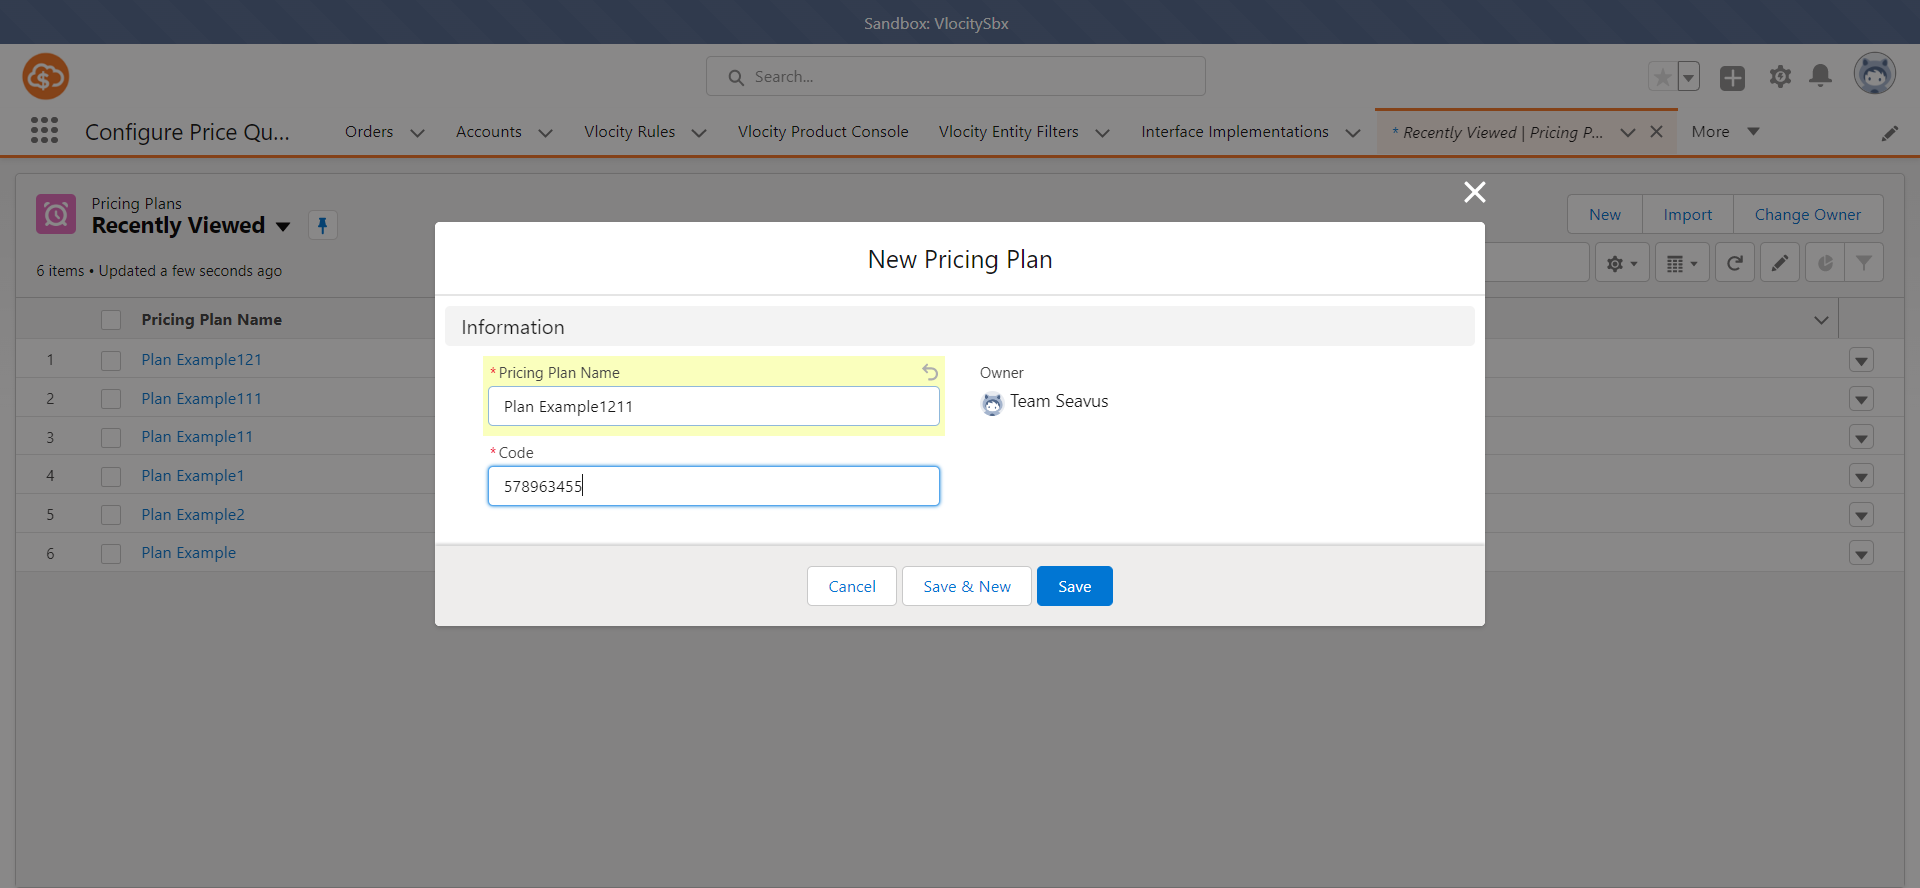 Sandbox: VlocitySbx
Search...
Configure Price Qu...
Orders
Accounts
Vlocity Rules
Vlocity Product Console
Vlocity Entity Filters
Interface Implementations
* Recently Viewed | Pricing P...
More
Pricing Plans
Recently Viewed
New
Import
Change Owner
6 items • Updated a few seconds ago
Pricing Plan Name
1 Plan Example121
2 Plan Example111
3 Plan Example11
4 Plan Example1
5 Plan Example2
6 Plan Example
New Pricing Plan
Information
*Pricing Plan Name
Plan Example1211
Owner
Team Seavus
*Code
578963455
Cancel
Save & New
Save